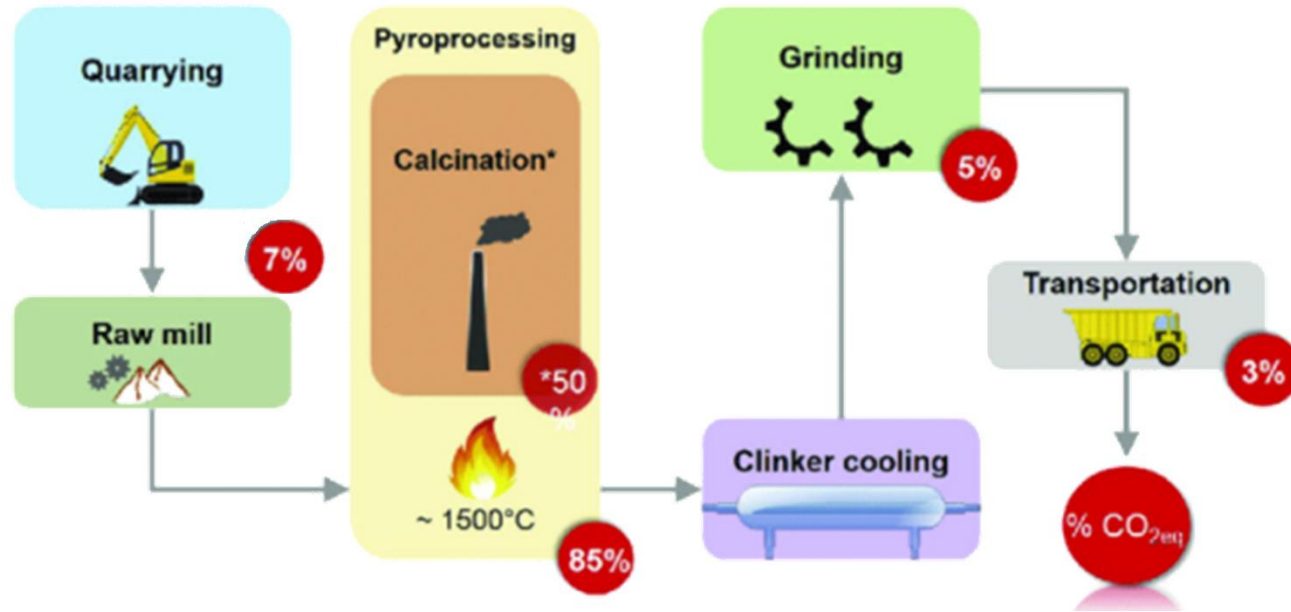 Quarrying
7%
Raw mill
Pyroprocessing
Calcination*
*50
%
~ 1500°C
85%
Grinding
5%
Transportation
3%
Clinker cooling
% CO2eq